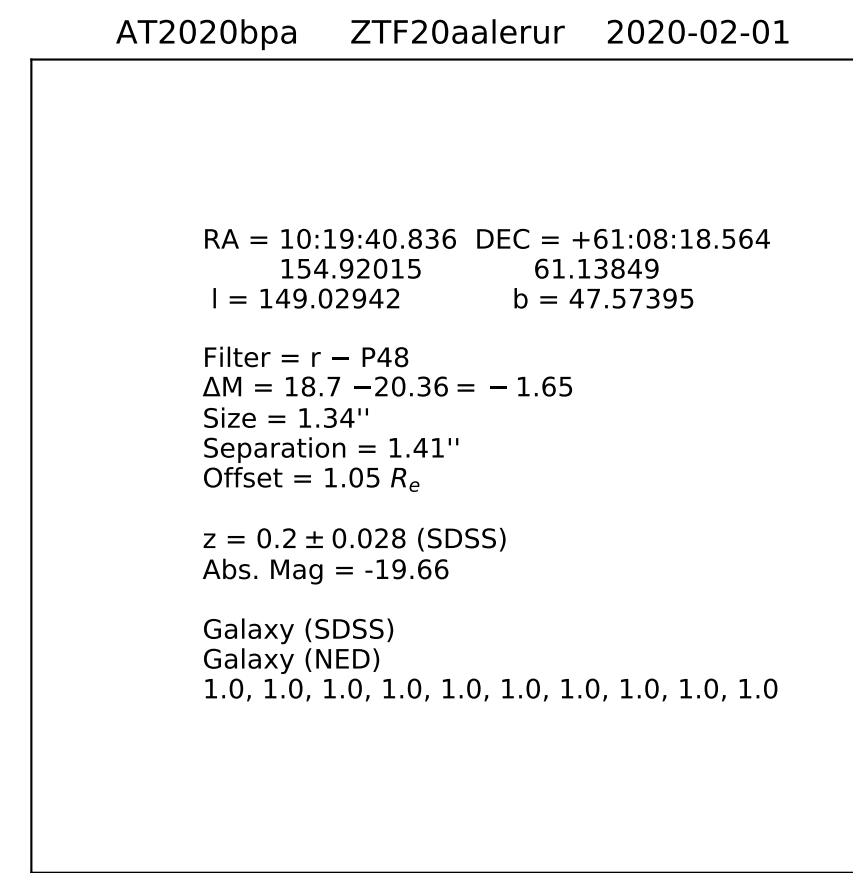 AT2020bpa ZTF20aalerur 2020-02-01
RA = 10:19:40.836 DEC = +61:08:18.564
154.92015 61.13849
l = 149.02942 b = 47.57395
Filter = r − P48
ΔM = 18.7 −20.36 = − 1.65
Size = 1.34''
Separation = 1.41''
Offset = 1.05 Rₑ
z = 0.2 ± 0.028 (SDSS)
Abs. Mag = -19.66
Galaxy (SDSS)
Galaxy (NED)
1.0, 1.0, 1.0, 1.0, 1.0, 1.0, 1.0, 1.0, 1.0, 1.0